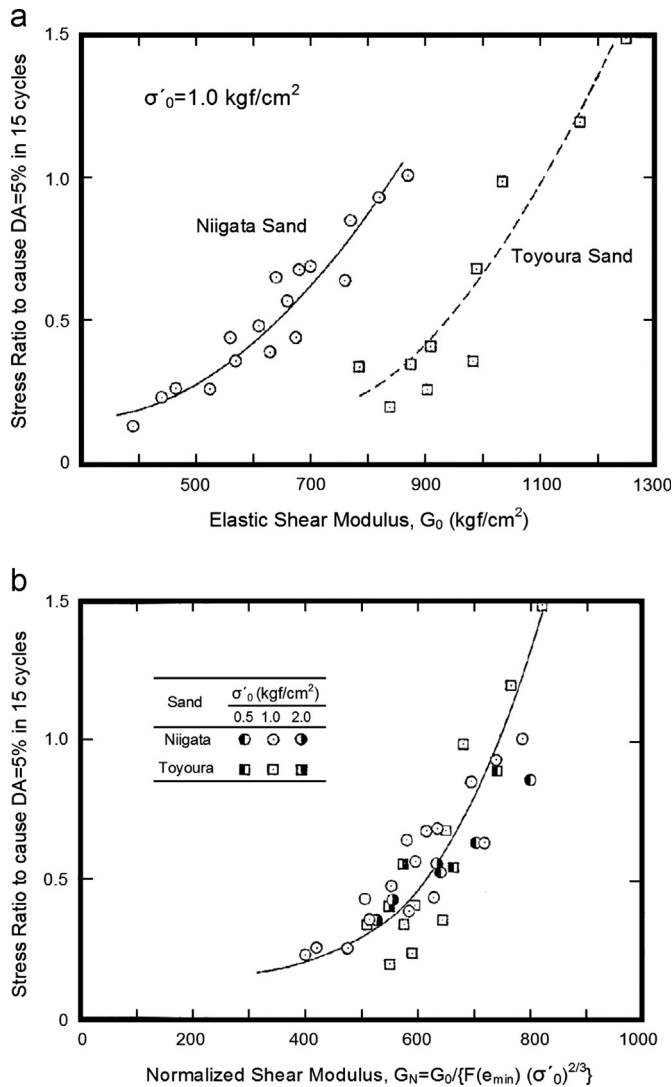 a
1.5
σ′0=1.0 kgf/cm2
Stress Ratio to cause DA=5% in 15 cycles
1.0
Niigata Sand
Toyoura Sand
0.5
0
500 700 900 1100 1300
Elastic Shear Modulus, G0 (kgf/cm2)
b
1.5
Stress Ratio to cause DA=5% in 15 cycles
Sand σ′0 (kgf/cm2)
0.5 1.0 2.0
Niigata
Toyoura
1.0
0.5
0
0 200 400 600 800 1000
Normalized Shear Modulus, GN=G0/{F(emin) (σ′0)2/3}